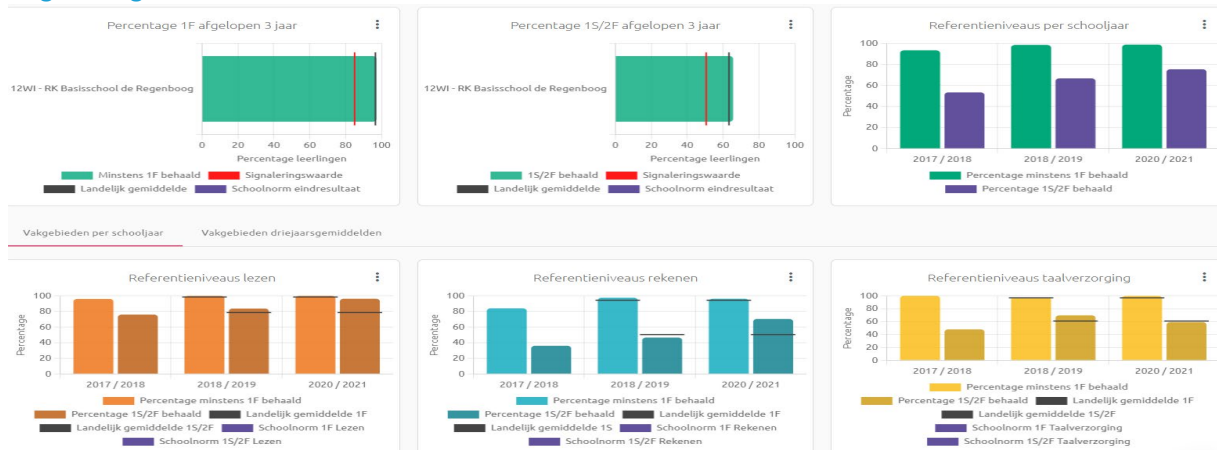 Percentage 1F afgelopen 3 jaar
12WI - RK Basisschool de Regenboog
0 20 40 60 80 100
Percentage leerlingen
Minstens 1F behaald Signaleringswaarde
Landelijk gemiddelde Schoolnorm eindresultaat
Percentage 1S/2F afgelopen 3 jaar
12WI - RK Basisschool de Regenboog
0 20 40 60 80 100
Percentage leerlingen
1S/2F behaald Signaleringswaarde
Landelijk gemiddelde Schoolnorm eindresultaat
Referentieniveaus per schooljaar
Percentage
100
80
60
40
20
0
2017 / 2018 2018 / 2019 2020 / 2021
Percentage minstens 1F behaald
Percentage 1S/2F behaald
Vakgebieden per schooljaar Vakgebieden driejaarsgemiddelden
Referentieniveaus lezen
Percentage
100
80
60
40
20
0
2017 / 2018 2018 / 2019 2020 / 2021
Percentage minstens 1F behaald
Percentage 1S/2F behaald Landelijk gemiddelde 1F
Landelijk gemiddelde 1S/2F Schoolnorm 1F Lezen
Schoolnorm 1S/2F Lezen
Referentieniveaus rekenen
Percentage
100
80
60
40
20
0
2017 / 2018 2018 / 2019 2020 / 2021
Percentage minstens 1F behaald
Percentage 1S/2F behaald Landelijk gemiddelde 1F
Landelijk gemiddelde 1S Schoolnorm 1F Rekenen
Schoolnorm 1S/2F Rekenen
Referentieniveaus taalverzorging
Percentage
100
80
60
40
20
0
2017 / 2018 2018 / 2019 2020 / 2021
Percentage minstens 1F behaald
Percentage 1S/2F behaald Landelijk gemiddelde 1F
Landelijk gemiddelde 1S/2F
Schoolnorm 1F Taalverzorging
Schoolnorm 1S/2F Taalverzorging